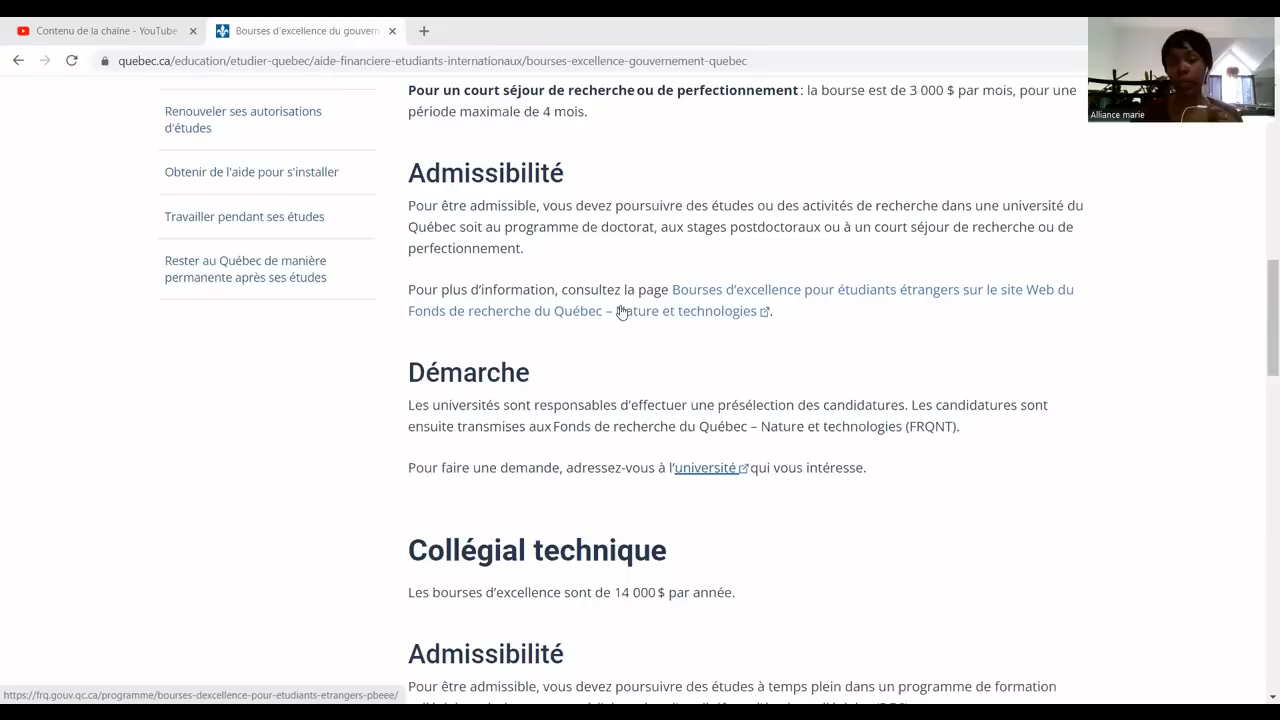 Contenu de la chaîne - YouTube
Bourses d'excellence du gouvern
quebec.ca/education/etudier-quebec/aide-financiere-etudiants-internationaux/bourses-excellence-gouvernement-quebec
Alliance marie
Renouveler ses autorisations
d'études
Obtenir de l'aide pour s'installer
Travailler pendant ses études
Rester au Québec de manière
permanente après ses études
Pour un court séjour de recherche ou de perfectionnement : la bourse est de 3 000 $ par mois, pour une
période maximale de 4 mois.
Admissibilité
Pour être admissible, vous devez poursuivre des études ou des activités de recherche dans une université du
Québec soit au programme de doctorat, aux stages postdoctoraux ou à un court séjour de recherche ou de
perfectionnement.
Pour plus d'information, consultez la page Bourses d'excellence pour étudiants étrangers sur le site Web du
Fonds de recherche du Québec – Nature et technologies.
Démarche
Les universités sont responsables d'effectuer une présélection des candidatures. Les candidatures sont
ensuite transmises aux Fonds de recherche du Québec – Nature et technologies (FRQNT).
Pour faire une demande, adressez-vous à l'université qui vous intéresse.
Collégial technique
Les bourses d'excellence sont de 14 000 $ par année.
Admissibilité
Pour être admissible, vous devez poursuivre des études à temps plein dans un programme de formation
https://frq.gouv.qc.ca/programme/bourses-dexcellence-pour-etudiants-etrangers-pbeee/